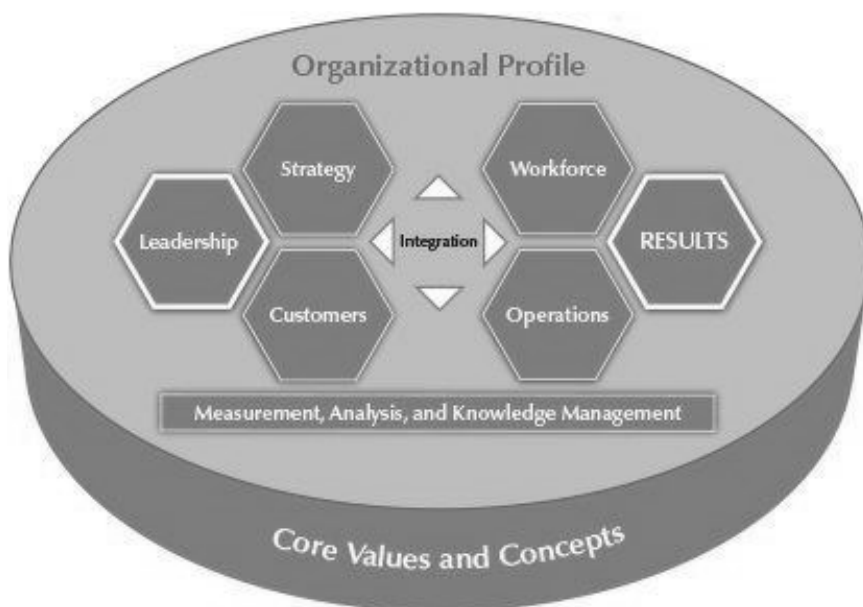 Organizational Profile
Strategy
Workforce
Leadership
Integration
RESULTS
Customers
Operations
Measurement, Analysis, and Knowledge Management
Core Values and Concepts